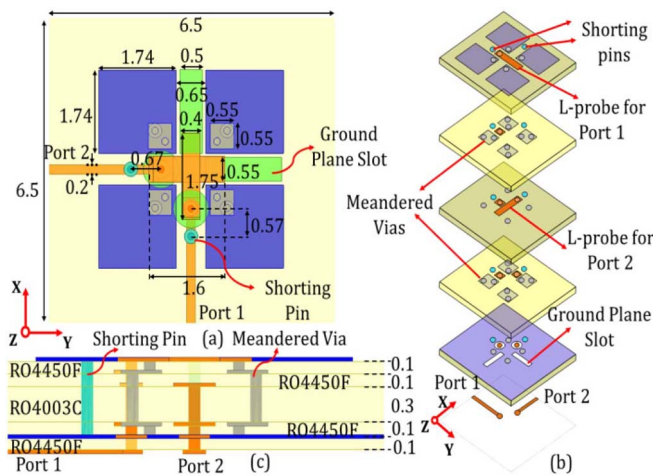 6.5
1.74
0.5
0.65
1.74
0.4
0.55
0.55
Port 2
0.67
0.2
6.5
1.75
0.55
0.57
1.6
Ground
Plane Slot
Shorting
Pin
Port 1
X
Z
Y
(a)
Shorting Pin
Meandered Via
RO4450F
RO4450F
RO4003C
RO4450F
RO4450F
0.1
0.1
0.3
0.1
0.1
Port 1
Port 2
(c)
Shorting
pins
L-probe for
Port 1
Meandered
Vias
L-probe for
Port 2
Ground Plane
Slot
Port 1
Port 2
X
Z
Y
(b)